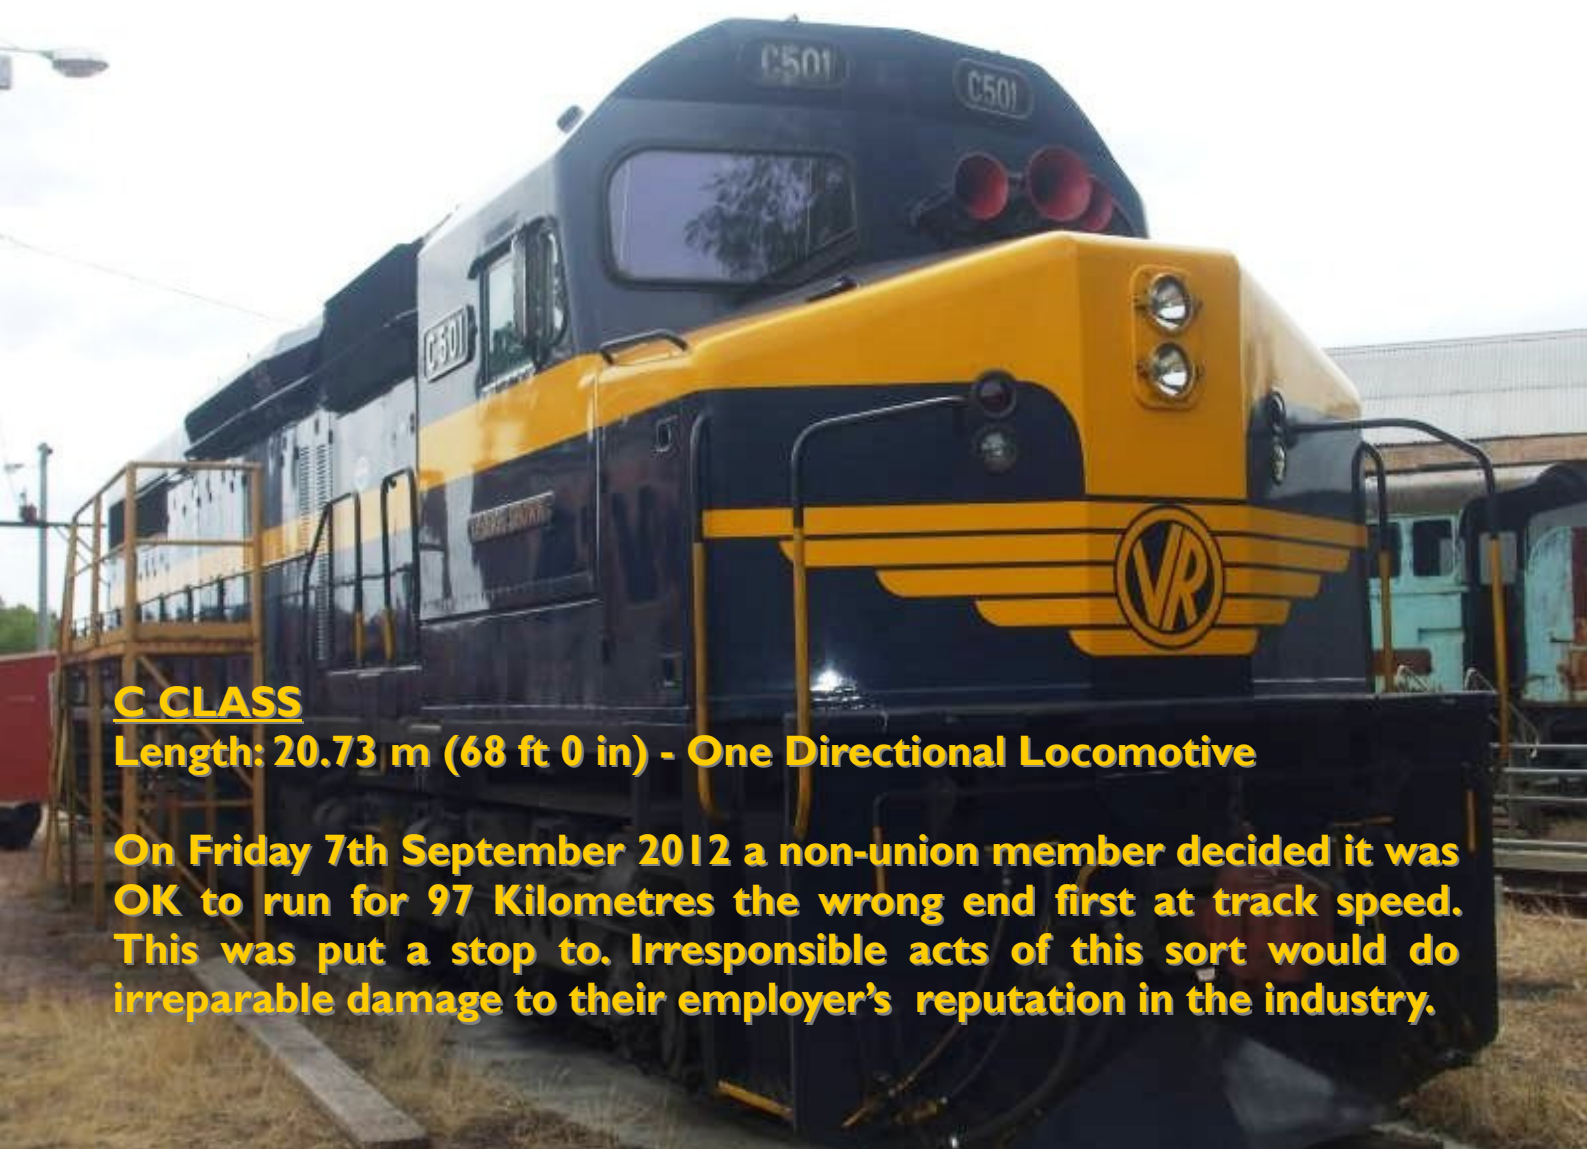 C501
C501
C501
VR
C CLASS
Length: 20.73 m (68 ft 0 in) - One Directional Locomotive
On Friday 7th September 2012 a non-union member decided it was
OK to run for 97 Kilometres the wrong end first at track speed.
This was put a stop to. Irresponsible acts of this sort would do
irreparable damage to their employer’s reputation in the industry.